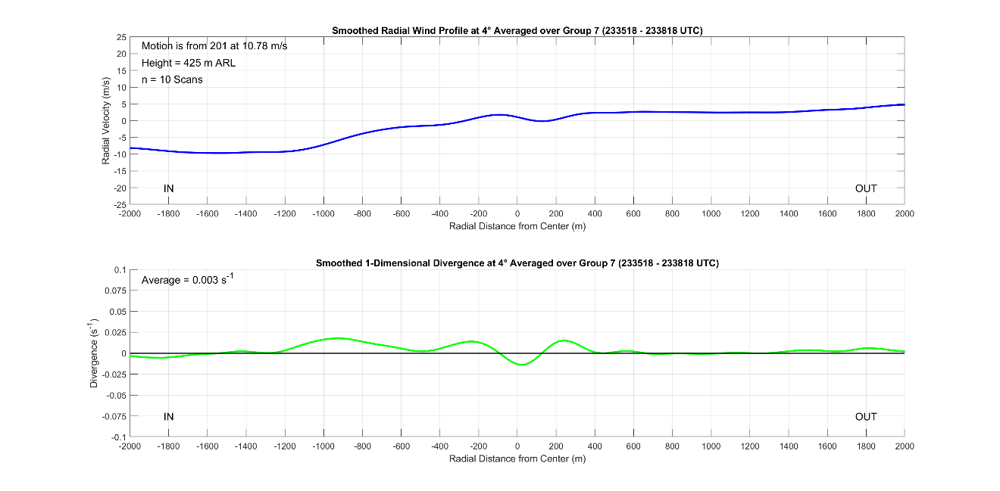 Smoothed Radial Wind Profile at 4° Averaged over Group 7 (233518 - 233818 UTC)
25
20
15
10
5
0
-5
-10
-15
-20
-25
Radial Velocity (m/s)
Motion is from 201 at 10.78 m/s
Height = 425 m ARL
n = 10 Scans
IN
OUT
-2000 -1800 -1600 -1400 -1200 -1000 -800 -600 -400 -200 0 200 400 600 800 1000 1200 1400 1600 1800 2000
Radial Distance from Center (m)
Smoothed 1-Dimensional Divergence at 4° Averaged over Group 7 (233518 - 233818 UTC)
0.1
0.075
0.05
0.025
0
-0.025
-0.05
-0.075
-0.1
Divergence (s⁻¹)
Average = 0.003 s⁻¹
IN
OUT
-2000 -1800 -1600 -1400 -1200 -1000 -800 -600 -400 -200 0 200 400 600 800 1000 1200 1400 1600 1800 2000
Radial Distance from Center (m)